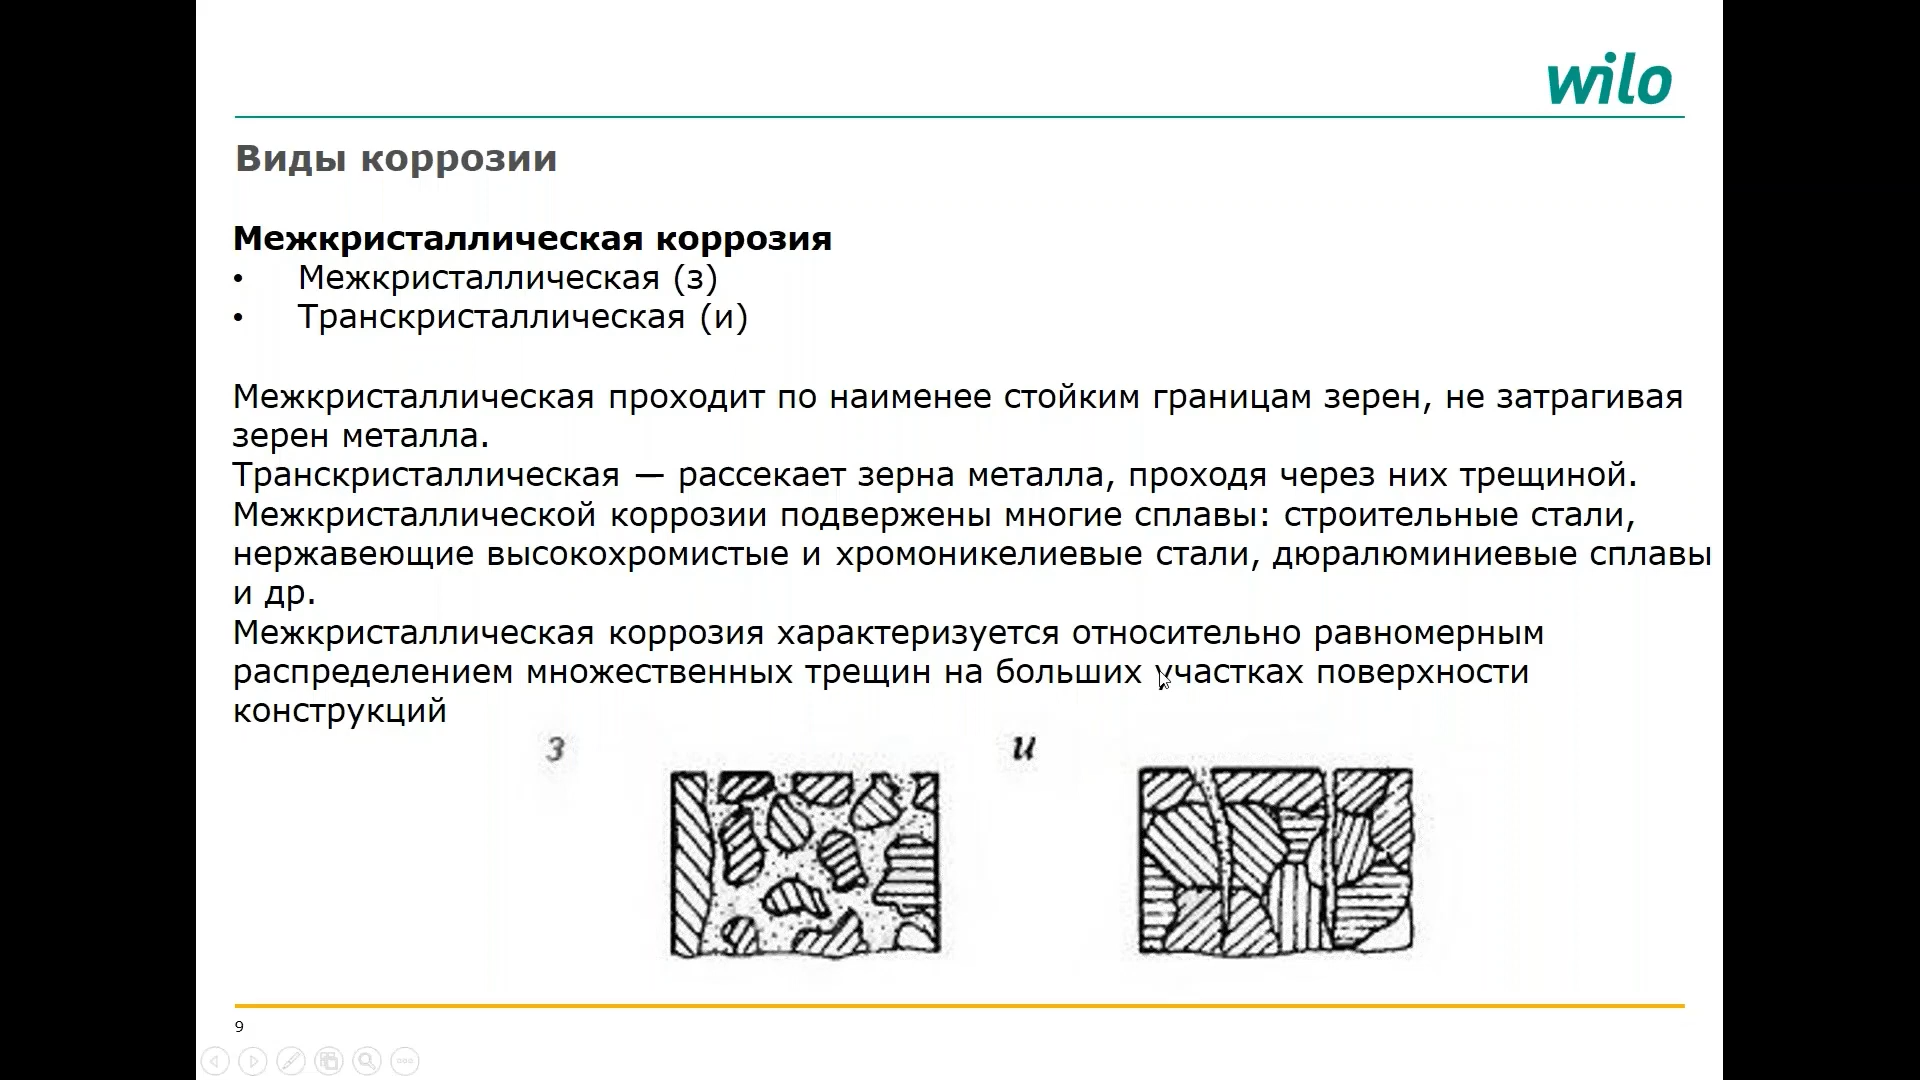 wilo
Виды коррозии
Межкристаллическая коррозия
• Межкристаллическая (з)
• Транскристаллическая (и)
Межкристаллическая проходит по наименее стойким границам зерен, не затрагивая
зерен металла.
Транскристаллическая — рассекает зерна металла, проходя через них трещиной.
Межкристаллической коррозии подвержены многие сплавы: строительные стали,
нержавеющие высокохромистые и хромоникелиевые стали, дюралюминиевые сплавы
и др.
Межкристаллическая коррозия характеризуется относительно равномерным
распределением множественных трещин на больших участках поверхности
конструкций
з и
9